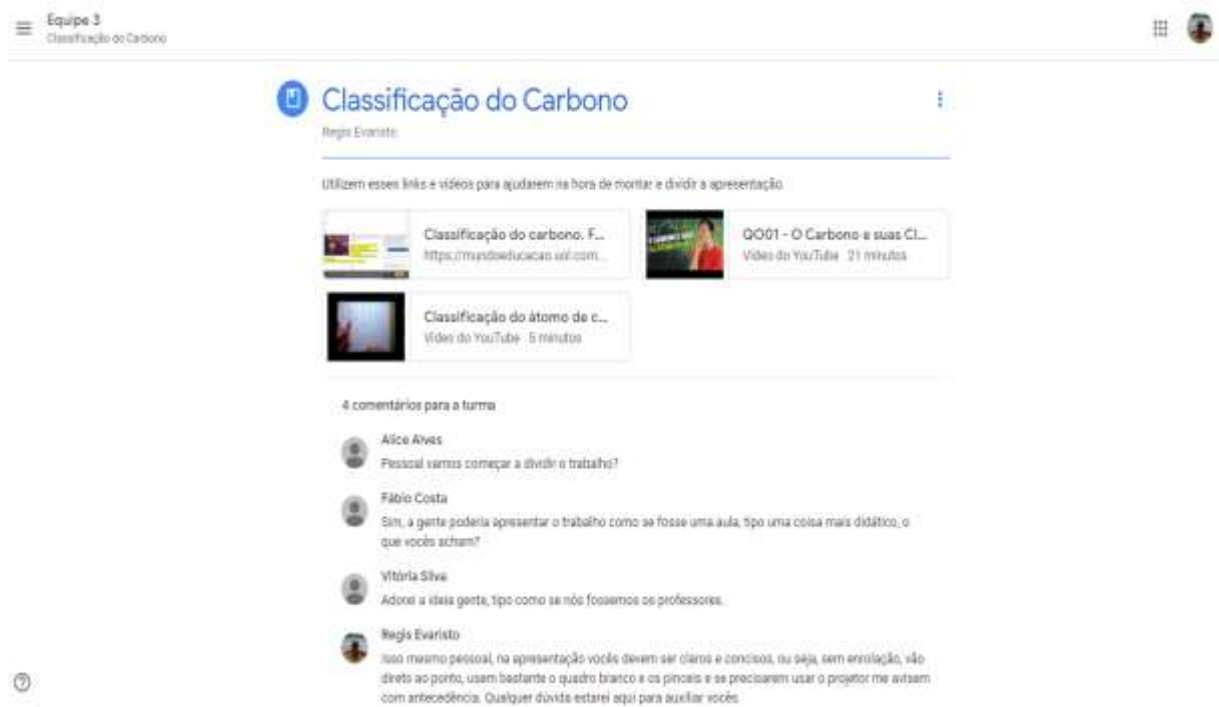 Equipe 3
Classificação do Carbono
Classificação do Carbono
Regis Evaristo
Utilizem esses links e vídeos para ajudarem na hora de montar e dividir a apresentação.
Classificação do carbono. F...
https://mundoeducacao.uol.com...
QO01 - O Carbono e suas Cl...
Vídeo do YouTube 21 minutos
Classificação do átomo de c...
Vídeo do YouTube 5 minutos
4 comentários para a turma
Alice Alves
Pessoal vamos começar a dividir o trabalho?
Fábio Costa
Sim, a gente poderia apresentar o trabalho como se fosse uma aula, tipo uma coisa mais didático, o
que vocês acham?
Vitória Silva
Adorei a ideia gente, tipo como se nós fossemos os professores.
Regis Evaristo
Isso mesmo pessoal, na apresentação vocês devem ser claros e concisos, ou seja, sem enrolação, vão
direto ao ponto, usem bastante o quadro branco e os pinceis e se precisarem usar o projetor me avisem
com antecedência. Qualquer dúvida estarei aqui para auxiliar vocês.